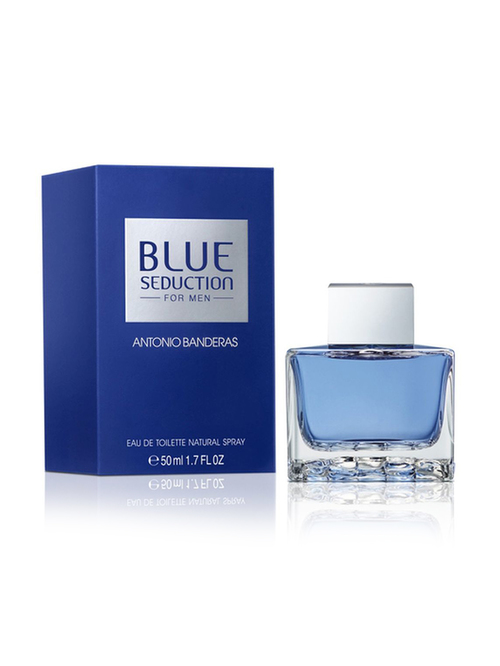 BLUE
SEDUCTION
FOR MEN
ANTONIO BANDERAS
EAU DE TOILETTE NATURAL SPRAY
℮50 ml 1.7 FL OZ